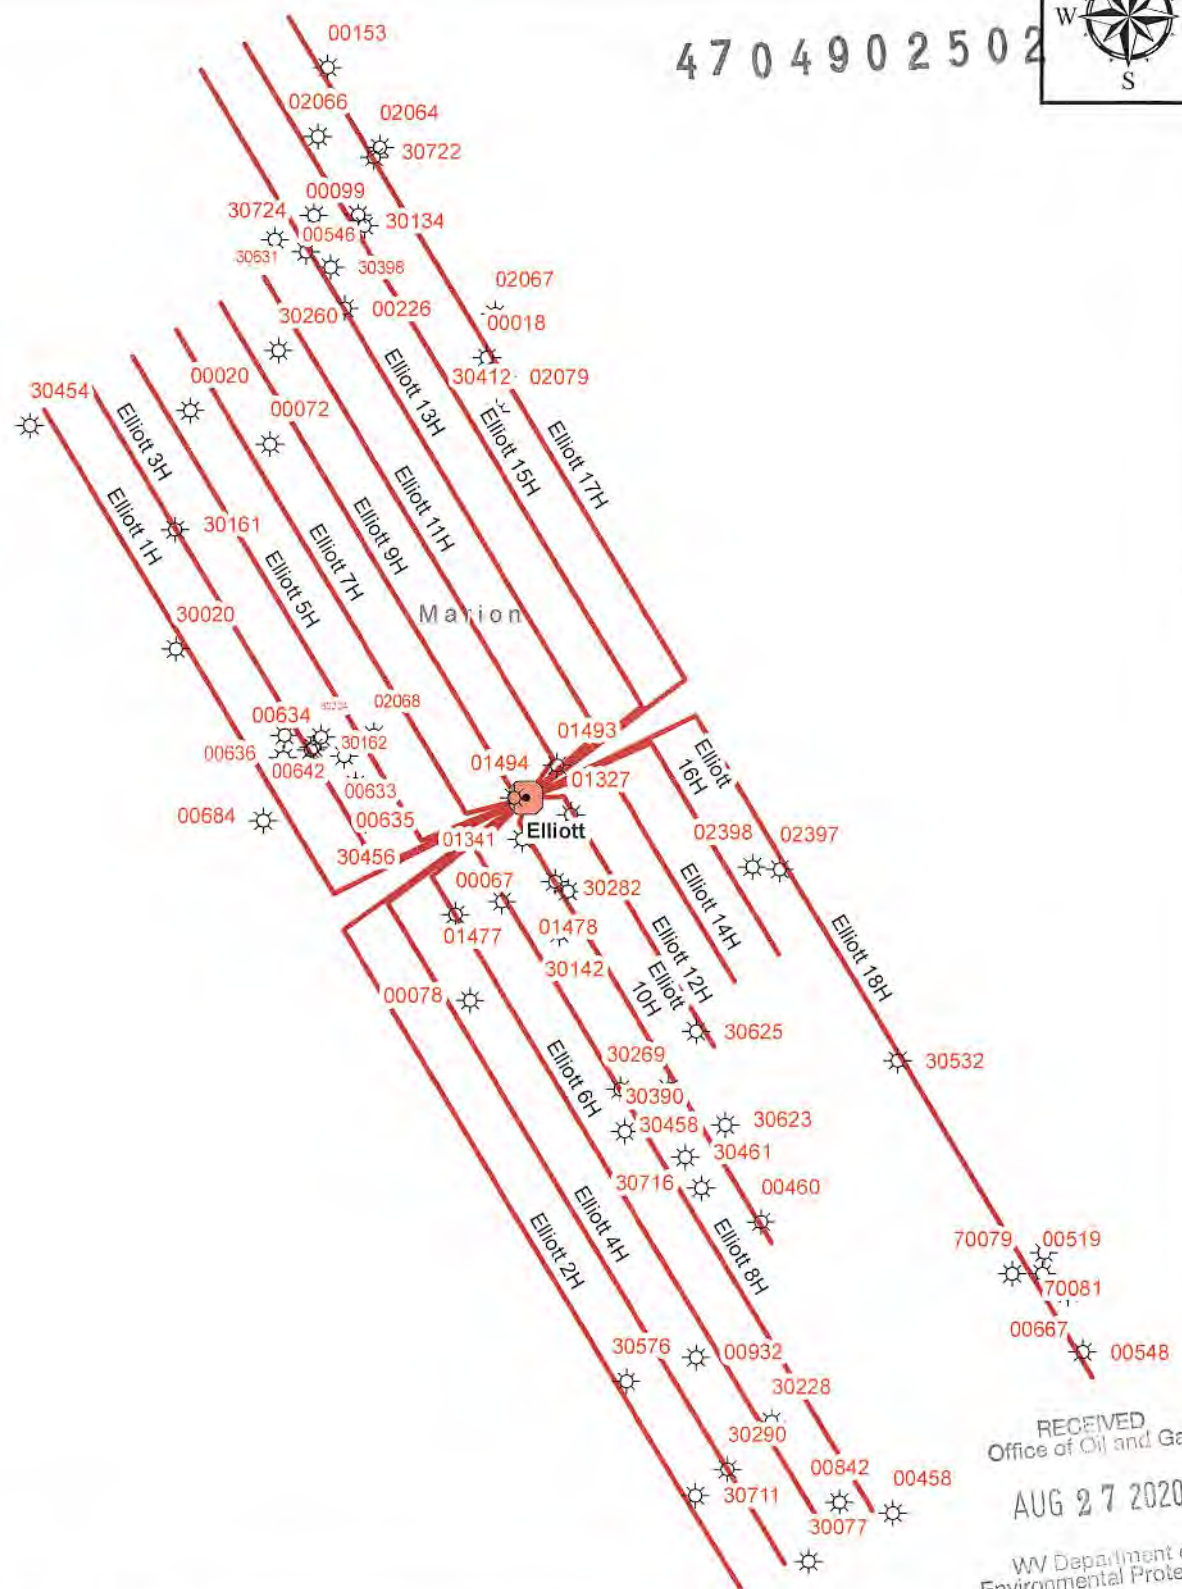 00153
4704902502
W
S
02066
02064
30722
00099
30724
00546
30134
30631
30398
02067
30260
00226
00018
30412
02079
00020
30454
00072
Elliott 13H
Elliott 3H
Elliott 15H
Elliott 17H
Elliott 1H
Elliott 11H
30161
Elliott 9H
Elliott 7H
Elliott 5H
Marion
30020
00634
02068
01493
00636
30162
00642
01494
01327
Elliott
16H
00633
00684
00635
01341
Elliott
02398
02397
30456
00067
30282
Elliott 14H
01477
01478
Elliott 12H
Elliott 18H
30142
Elliott
10H
00078
30625
30269
30532
Elliott 6H
30390
30458
30623
30461
30716
00460
Elliott 4H
Elliott 8H
Elliott 2H
70079
00519
70081
00667
00548
30576
00932
30228
30290
RECEIVED
Office of Oil and Ga
00842
00458
30711
AUG 27 2020
30077
WV Department o
Environmental Prote